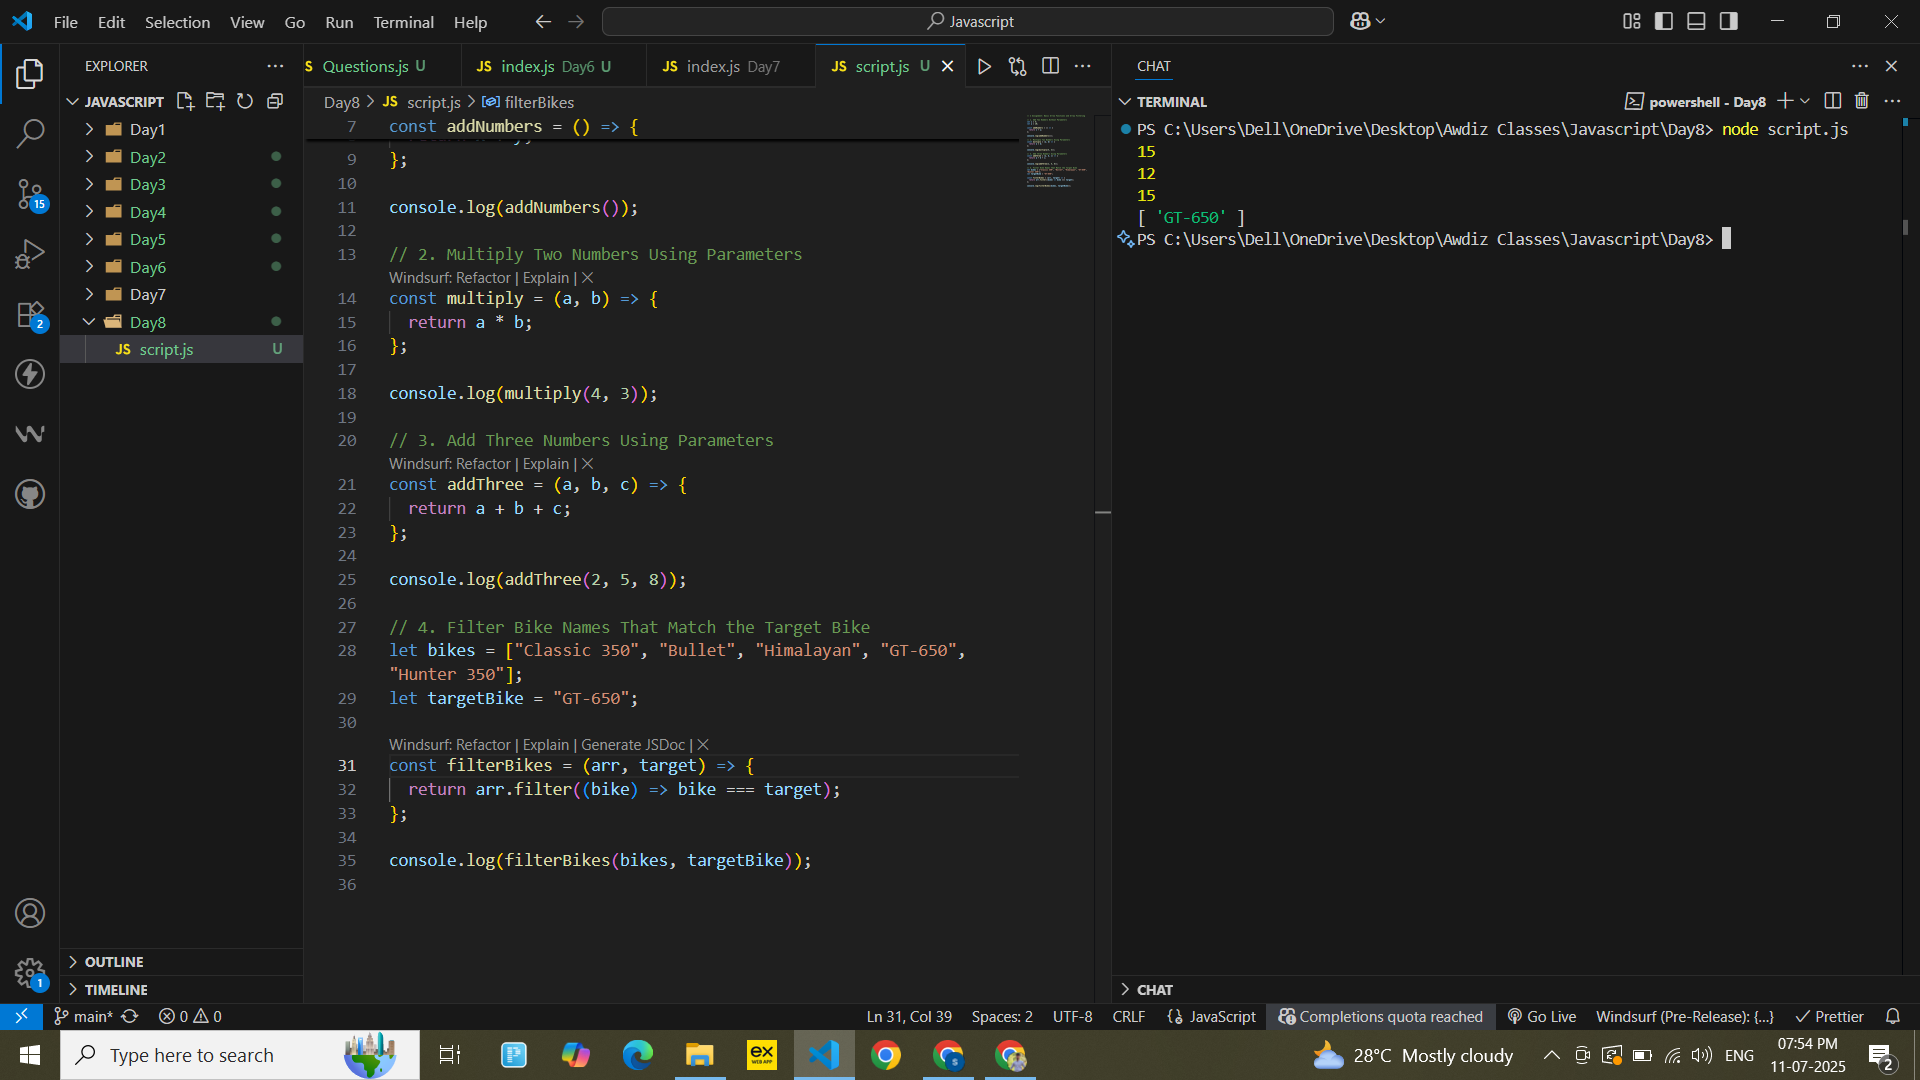 File Edit Selection View Go Run Terminal Help
Javascript
EXPLORER
JAVASCRIPT
Day1
Day2
Day3
Day4
Day5
Day6
Day7
Day8
JS script.js U
OUTLINE
TIMELINE
15
2
1
S Questions.js U
JS index.js Day6 U
JS index.js Day7
JS script.js U
Day8 > JS script.js > filterBikes
7 const addNumbers = () => {
9 };
10
11 console.log(addNumbers());
12
13 // 2. Multiply Two Numbers Using Parameters
Windsurf: Refactor | Explain | X
14 const multiply = (a, b) => {
15 return a * b;
16 };
17
18 console.log(multiply(4, 3));
19
20 // 3. Add Three Numbers Using Parameters
Windsurf: Refactor | Explain | X
21 const addThree = (a, b, c) => {
22 return a + b + c;
23 };
24
25 console.log(addThree(2, 5, 8));
26
27 // 4. Filter Bike Names That Match the Target Bike
28 let bikes = ["Classic 350", "Bullet", "Himalayan", "GT-650",
"Hunter 350"];
29 let targetBike = "GT-650";
30
Windsurf: Refactor | Explain | Generate JSDoc | X
31 const filterBikes = (arr, target) => {
32 return arr.filter((bike) => bike === target);
33 };
34
35 console.log(filterBikes(bikes, targetBike));
36
CHAT
TERMINAL
powershell - Day8
PS C:\Users\Dell\OneDrive\Desktop\Awdiz Classes\Javascript\Day8> node script.js
15
12
15
[ 'GT-650' ]
PS C:\Users\Dell\OneDrive\Desktop\Awdiz Classes\Javascript\Day8>
CHAT
main* 0 0
Ln 31, Col 39 Spaces: 2 UTF-8 CRLF {} JavaScript Completions quota reached Go Live Windsurf (Pre-Release): {...} Prettier
Type here to search
ex
WEB APP
28°C Mostly cloudy
ENG
07:54 PM
11-07-2025
2